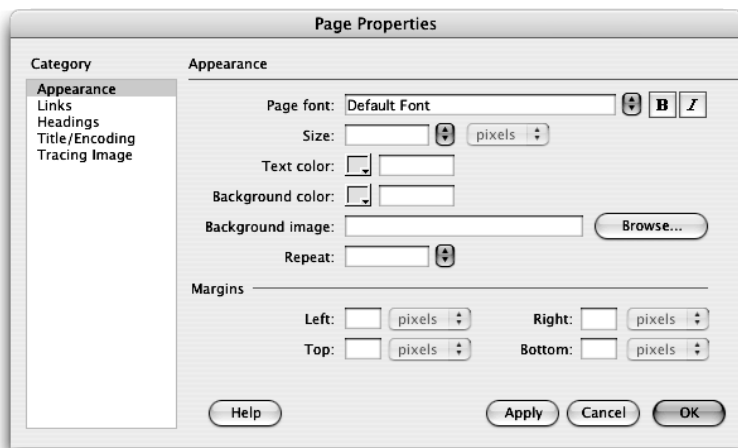 Page Properties
Category
Appearance
Links
Headings
Title/Encoding
Tracing Image
Appearance
Page font: Default Font B I
Size: pixels
Text color:
Background color:
Background image: Browse...
Repeat:
Margins
Left: pixels Right: pixels
Top: pixels Bottom: pixels
Help Apply Cancel OK